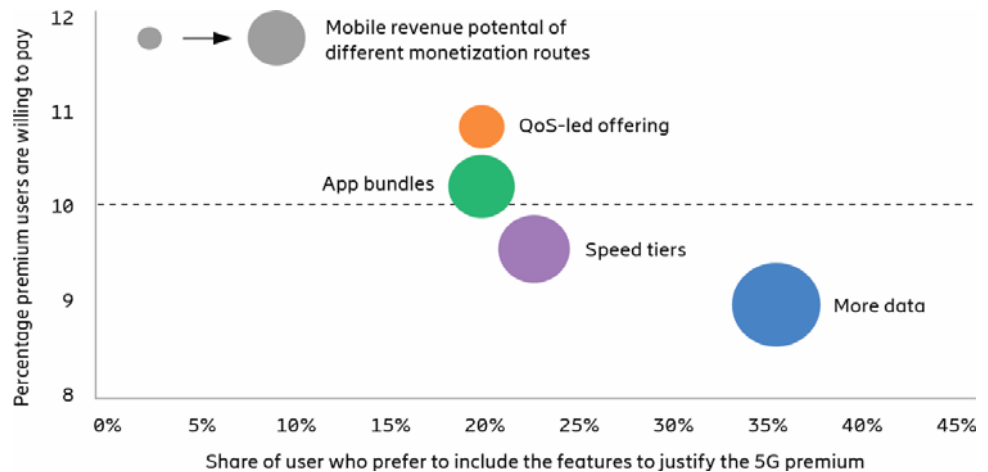 Percentage premium users are willing to pay
12
11
10
9
8
Mobile revenue potental of
different monetization routes
QoS-led offering
App bundles
Speed tiers
More data
0% 5% 10% 15% 20% 25% 30% 35% 40% 45%
Share of user who prefer to include the features to justify the 5G premium